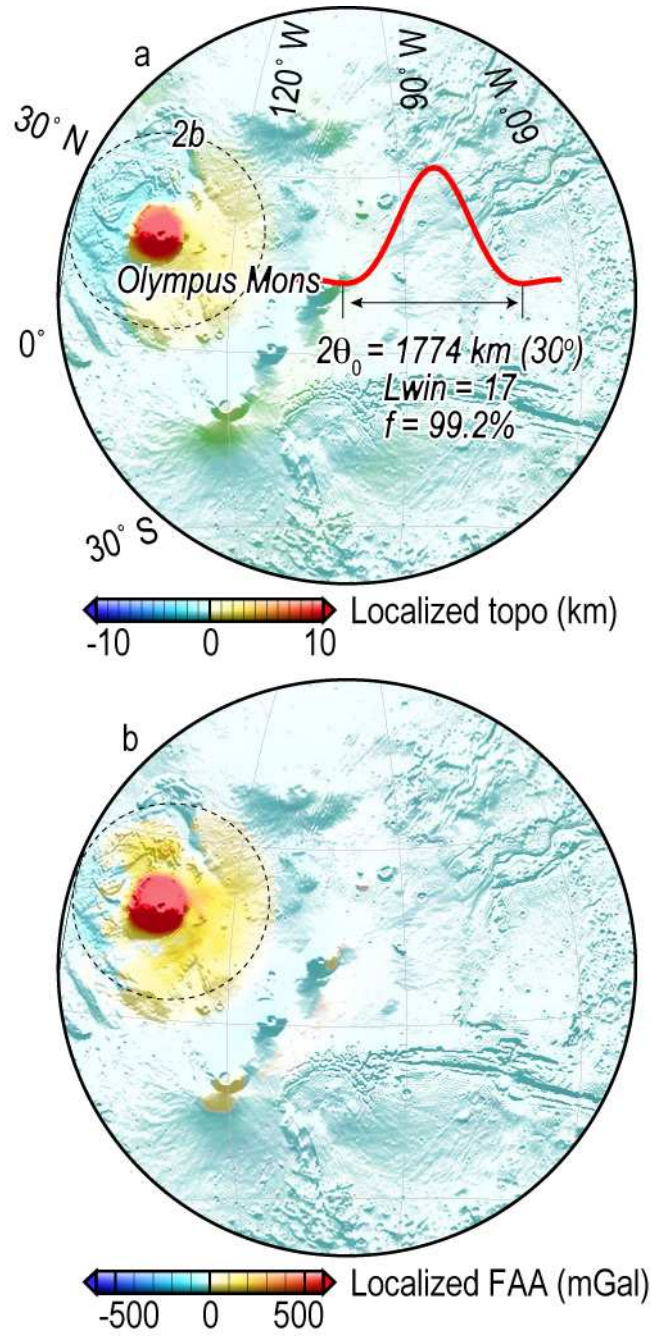 a
120° W
90° W
60° W
30° N
2b
Olympus Mons
0°
2θ₀ = 1774 km (30°)
Lwin = 17
f = 99.2%
30° S
Localized topo (km)
-10 0 10
b
Localized FAA (mGal)
-500 0 500